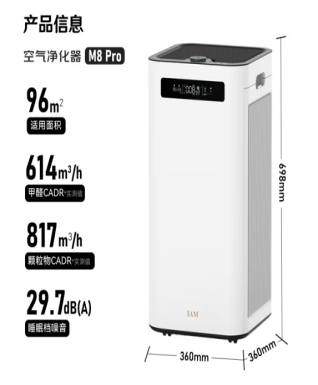 产品信息
空气净化器 M8 Pro
96m²
适用面积
614m³/h
甲醛CADR*实测值
817m³/h
颗粒物CADR*实测值
29.7dB(A)
睡眠档噪音
698mm
IAM
360mm
360mm